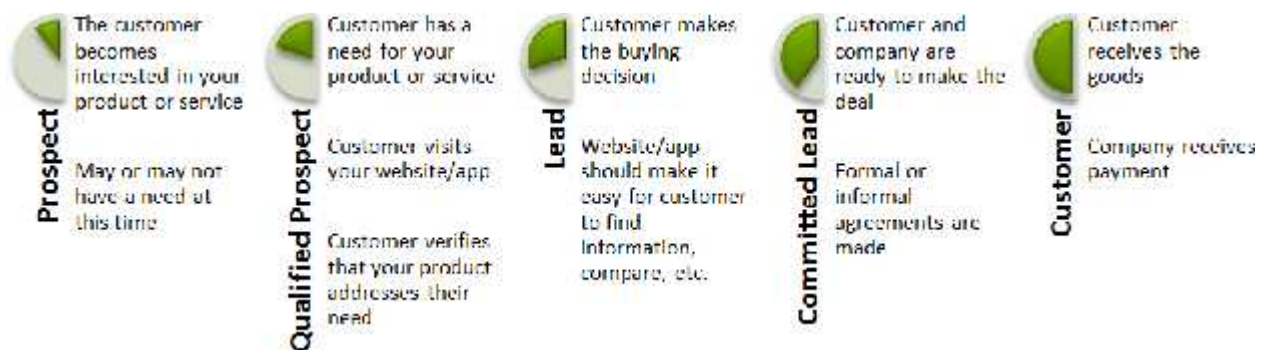 Prospect
The customer
becomes
interested in your
product or service
May or may not
have a need at
this time
Qualified Prospect
Customer has a
need for your
product or service
Customer visits
your website/app
Customer verifies
that your product
addresses their
need
Lead
Customer makes
the buying
decision
Website/app
should make it
easy for customer
to find
information,
compare, etc.
Committed Lead
Customer and
company are
ready to make the
deal
Formal or
informal
agreements are
made
Customer
Customer
receives the
goods
Company receives
payment